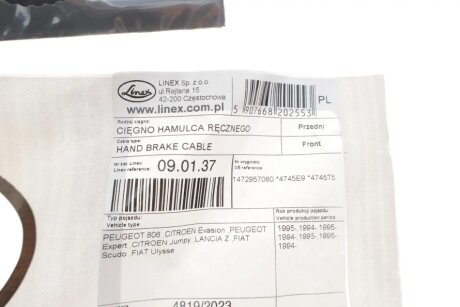 Linex
LINEX Sp. z o.o.
ul.Rejtana 15
42-200 Częstochowa
www.linex.com.pl
5 907668 202553
PL
Rodzaj cięgna:
CIĘGNO HAMULCA RĘCZNEGO
Przedni
Cable type:
HAND BRAKE CABLE
Front
Nr kat. Linex:
Linex reference:
09.01.37
Nr oryginału:
OE reference:
1472957080 *4745E9 *4745T5
Typ pojazdu:
Vehicle type:
Rok produkcji pojazdu:
Vehicle production period:
PEUGEOT 806 ,CITROEN Evasion ,PEUGEOT
Expert ,CITROEN Jumpy ,LANCIA Z ,FIAT
Scudo ,FIAT Ulysse
1995-,1994-,1995-
,1994-,1995-,1995-
,1994-
4819/2023